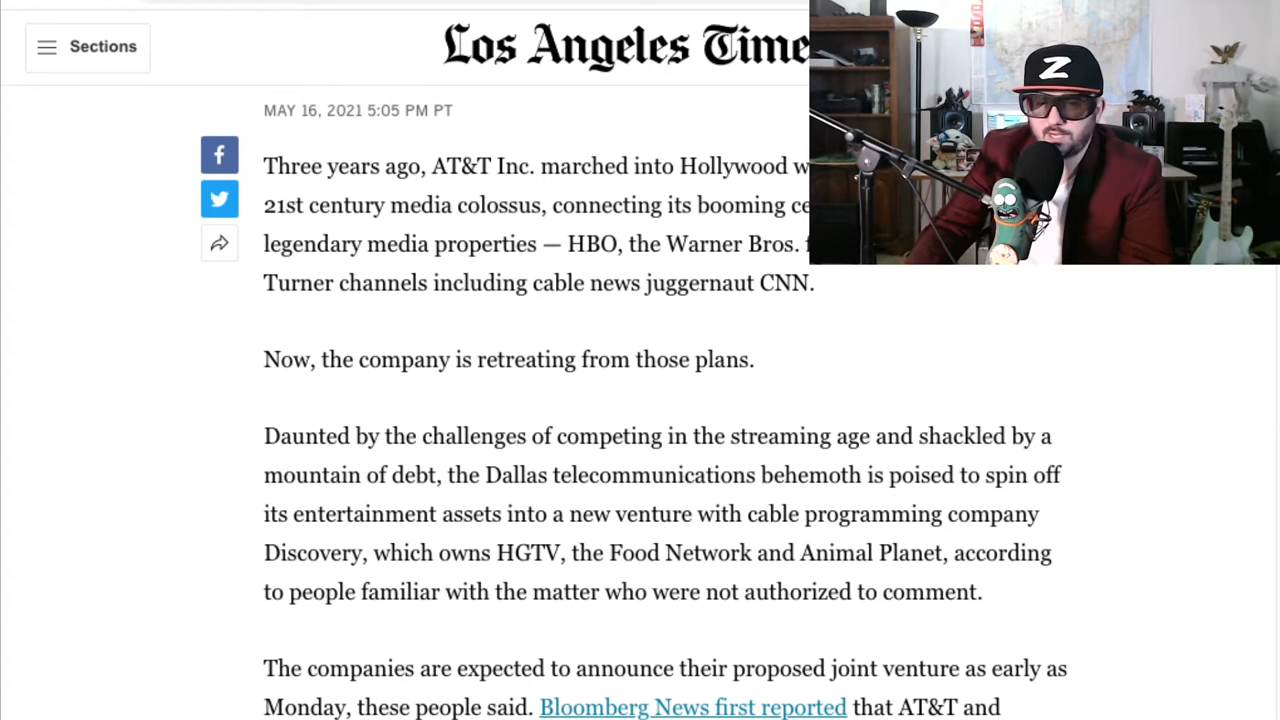 Sections
Los Angeles Time
MAY 16, 2021 5:05 PM PT
Three years ago, AT&T Inc. marched into Hollywood
21st century media colossus, connecting its booming
legendary media properties — HBO, the Warner Bros.
Turner channels including cable news juggernaut CNN.
Now, the company is retreating from those plans.
Daunted by the challenges of competing in the streaming age and shackled by a
mountain of debt, the Dallas telecommunications behemoth is poised to spin off
its entertainment assets into a new venture with cable programming company
Discovery, which owns HGTV, the Food Network and Animal Planet, according
to people familiar with the matter who were not authorized to comment.
The companies are expected to announce their proposed joint venture as early as
Monday, these people said. Bloomberg News first reported that AT&T and
Z